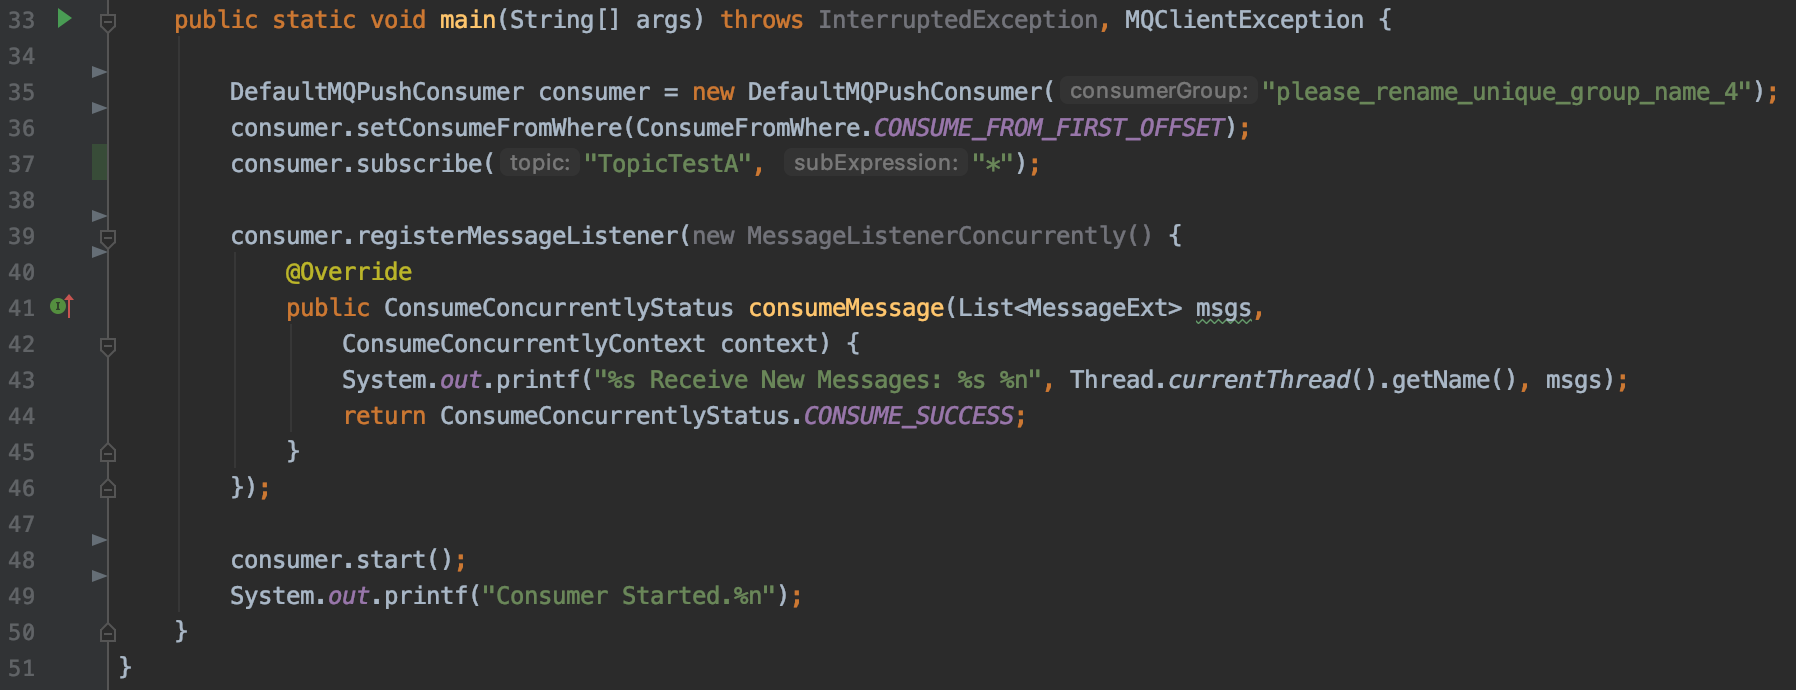 33 public static void main(String[] args) throws InterruptedException, MQClientException {
34
35 DefaultMQPushConsumer consumer = new DefaultMQPushConsumer( consumerGroup: "please_rename_unique_group_name_4");
36 consumer.setConsumeFromWhere(ConsumeFromWhere.CONSUME_FROM_FIRST_OFFSET);
37 consumer.subscribe( topic: "TopicTestA", subExpression: "*");
38
39 consumer.registerMessageListener(new MessageListenerConcurrently() {
40 @Override
41 public ConsumeConcurrentlyStatus consumeMessage(List<MessageExt> msgs,
42 ConsumeConcurrentlyContext context) {
43 System.out.printf("%s Receive New Messages: %s %n", Thread.currentThread().getName(), msgs);
44 return ConsumeConcurrentlyStatus.CONSUME_SUCCESS;
45 }
46 });
47
48 consumer.start();
49 System.out.printf("Consumer Started.%n");
50 }
51 }